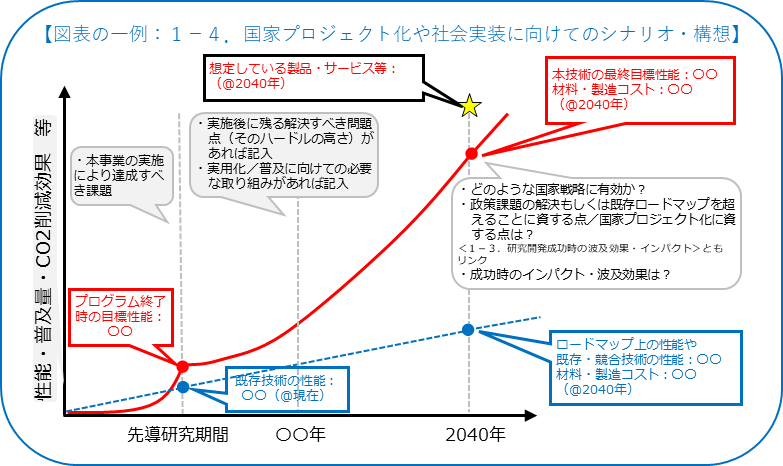 【図表の一例：１－４．国家プロジェクト化や社会実装に向けてのシナリオ・構想】
想定している製品・サービス等：
（@2040年）
本技術の最終目標性能：〇〇
材料・製造コスト：〇〇
（@2040年）
・実施後に残る解決すべき問題
点（そのハードルの高さ）が
あれば記入
・実用化／普及に向けての必要
な取り組みがあれば記入
・本事業の実施
により達成すべ
き課題
・どのような国家戦略に有効か？
・政策課題の解決もしくは既存ロードマップを超
えることに資する点／国家プロジェクト化に資
する点は？
＜１－３．研究開発成功時の波及効果・インパクト＞とも
リンク
・成功時のインパクト・波及効果は？
性能・普及量・CO2削減効果　等
プログラム終了
時の目標性能：
〇〇
既存技術の性能：
〇〇（@現在）
ロードマップ上の性能や
既存・競合技術の性能：〇〇
材料・製造コスト：〇〇
（@2040年）
先導研究期間
〇〇年
2040年